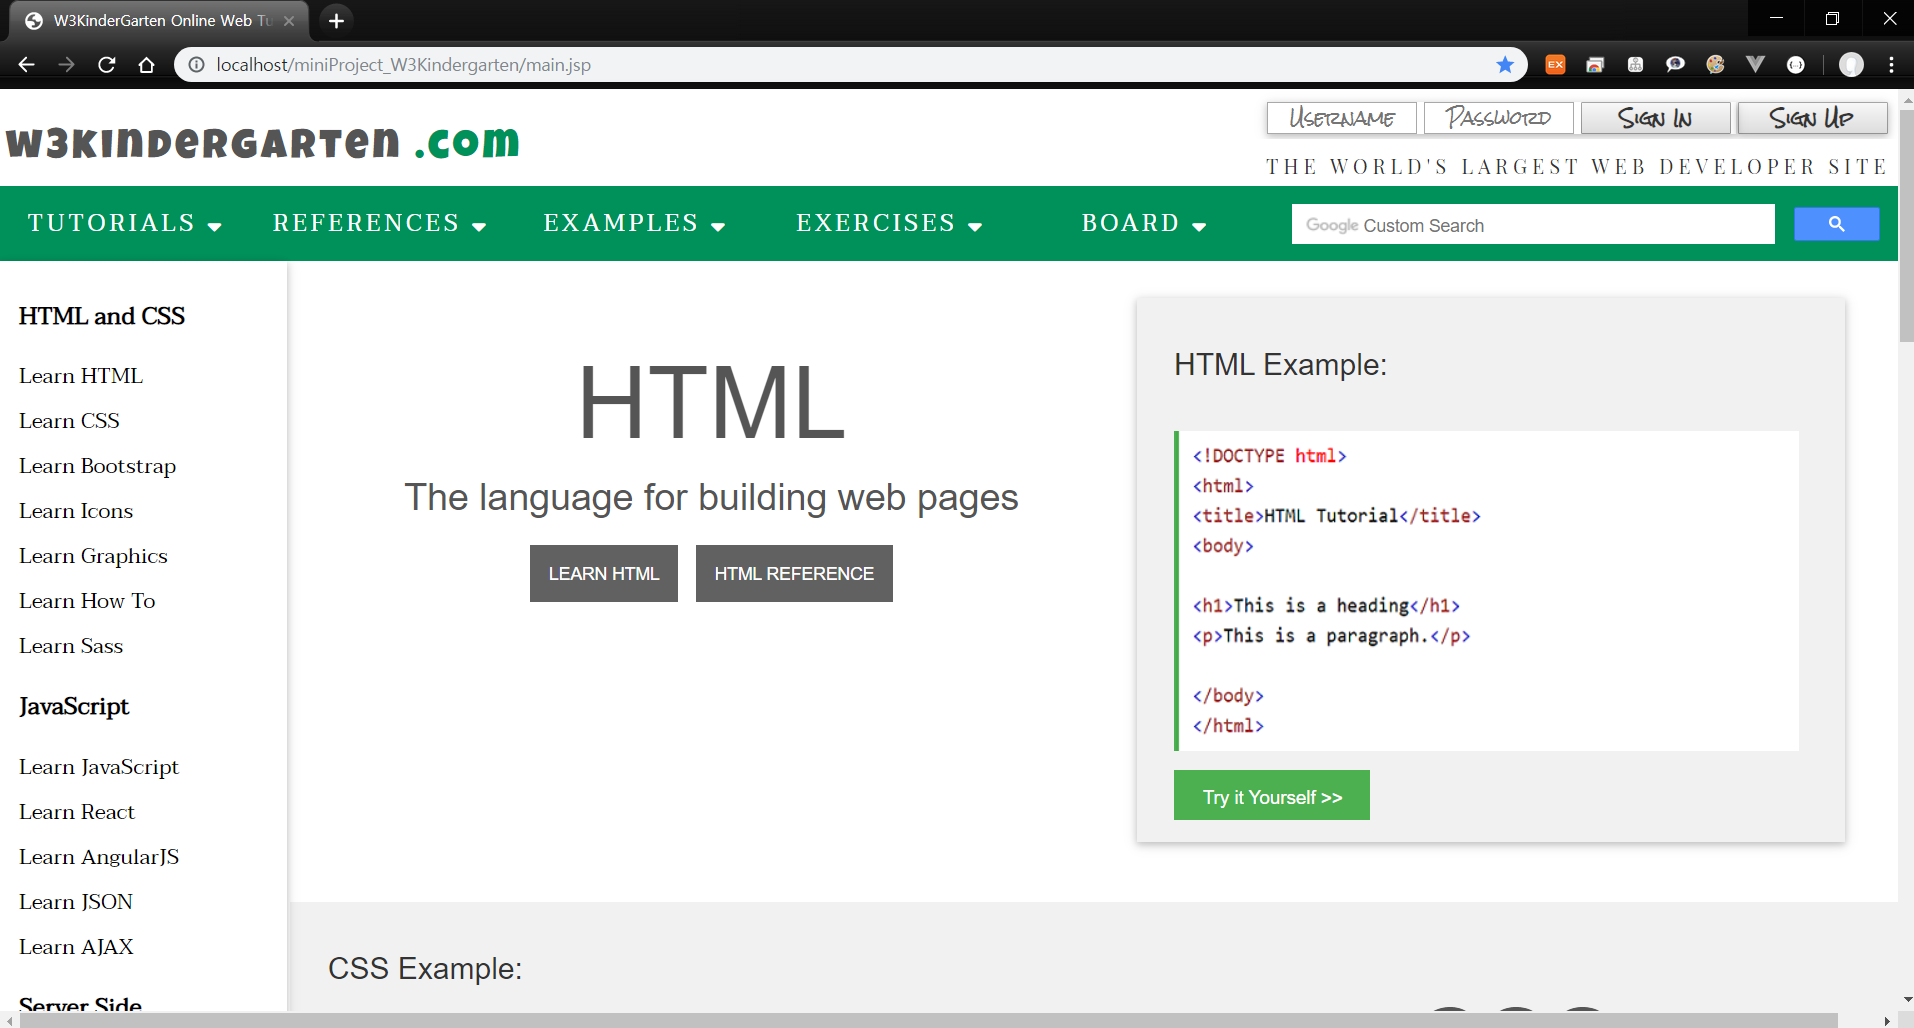 W3KinderGarten Online Web Tu
localhost/miniProject_W3Kindergarten/main.jsp
EX
W3KINDERGARTEN .COM
Username
Password
Sign In
Sign Up
THE WORLD'S LARGEST WEB DEVELOPER SITE
TUTORIALS
REFERENCES
EXAMPLES
EXERCISES
BOARD
Google Custom Search
HTML and CSS
Learn HTML
Learn CSS
Learn Bootstrap
Learn Icons
Learn Graphics
Learn How To
Learn Sass
JavaScript
Learn JavaScript
Learn React
Learn AngularJS
Learn JSON
Learn AJAX
Server Side
HTML
The language for building web pages
LEARN HTML
HTML REFERENCE
HTML Example:
<!DOCTYPE html>
<html>
<title>HTML Tutorial</title>
<body>
<h1>This is a heading</h1>
<p>This is a paragraph.</p>
</body>
</html>
Try it Yourself >>
CSS Example: